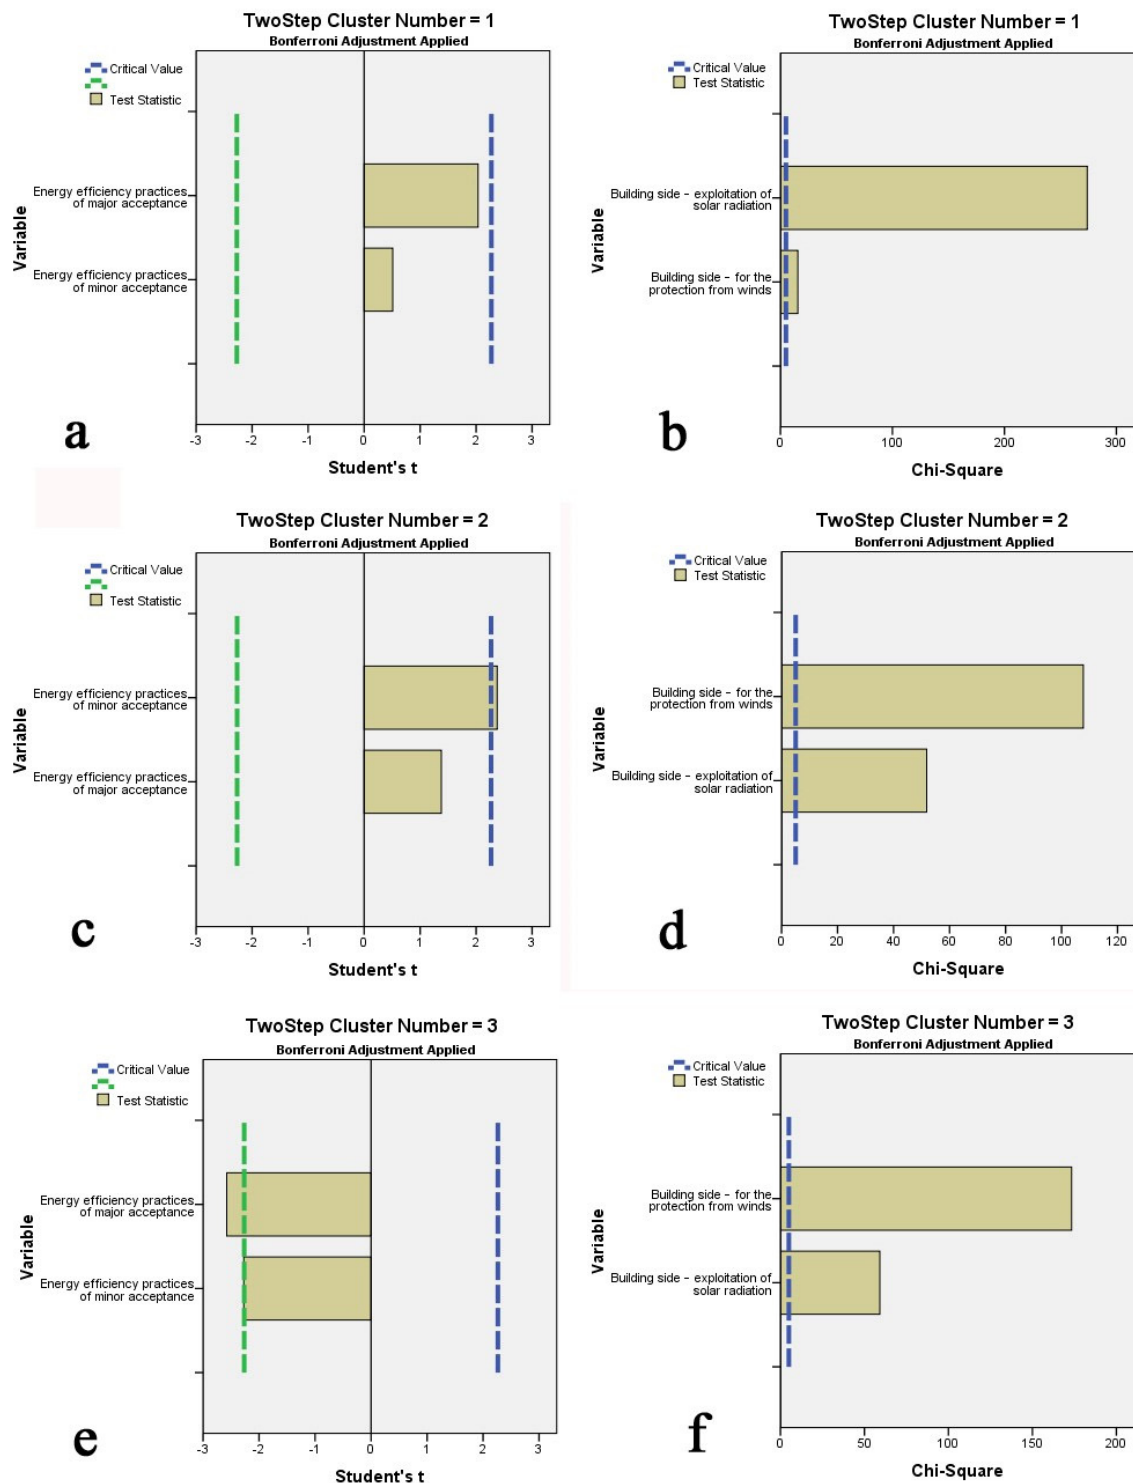 TwoStep Cluster Number = 1
Bonferroni Adjustment Applied
Critical Value
Test Statistic
Variable
Energy efficiency practices
of major acceptance
Energy efficiency practices
of minor acceptance
-3 -2 -1 0 1 2 3
Student's t
a
TwoStep Cluster Number = 1
Bonferroni Adjustment Applied
Critical Value
Test Statistic
Variable
Building side - exploitation of
solar radiation
Building side - for the
protection from winds
0 100 200 300
Chi-Square
b
TwoStep Cluster Number = 2
Bonferroni Adjustment Applied
Critical Value
Test Statistic
Variable
Energy efficiency practices
of minor acceptance
Energy efficiency practices
of major acceptance
-3 -2 -1 0 1 2 3
Student's t
c
TwoStep Cluster Number = 2
Bonferroni Adjustment Applied
Critical Value
Test Statistic
Variable
Building side - for the
protection from winds
Building side - exploitation of
solar radiation
0 20 40 60 80 100 120
Chi-Square
d
TwoStep Cluster Number = 3
Bonferroni Adjustment Applied
Critical Value
Test Statistic
Variable
Energy efficiency practices
of major acceptance
Energy efficiency practices
of minor acceptance
-3 -2 -1 0 1 2 3
Student's t
e
TwoStep Cluster Number = 3
Bonferroni Adjustment Applied
Critical Value
Test Statistic
Variable
Building side - for the
protection from winds
Building side - exploitation of
solar radiation
0 50 100 150 200
Chi-Square
f